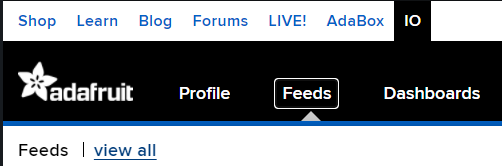 Shop Learn Blog Forums LIVE! AdaBox IO
adafruit Profile Feeds Dashboards
Feeds | view all